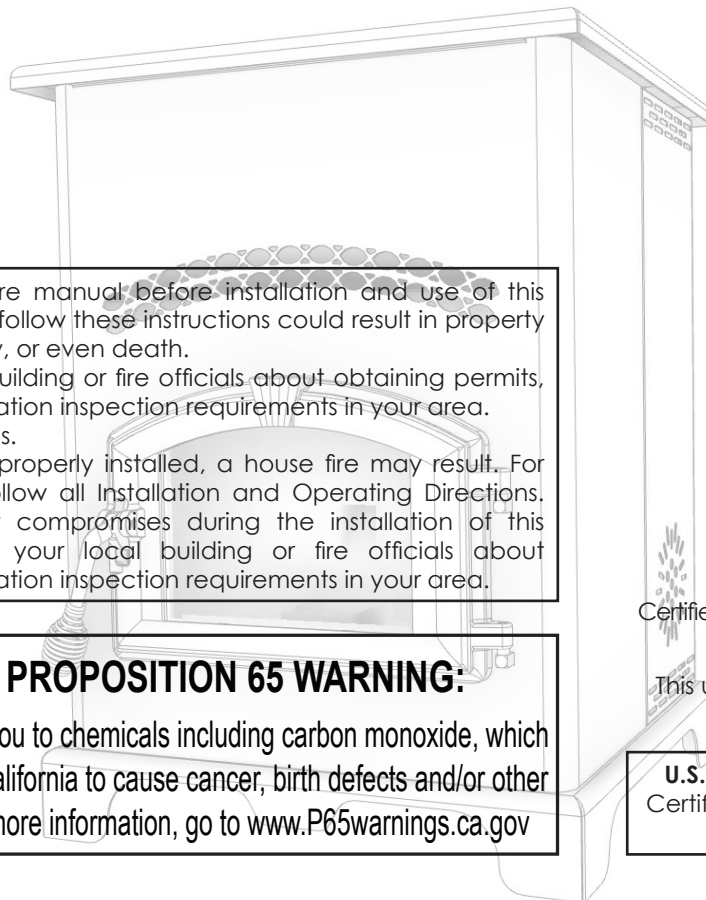 re manual before installation and use of this
follow these instructions could result in property
y, or even death.
uilding or fire officials about obtaining permits,
ation inspection requirements in your area.
s.
properly installed, a house fire may result. For
ollow all Installation and Operating Directions.
compromises during the installation of this
your local building or fire officials about
ation inspection requirements in your area.
PROPOSITION 65 WARNING:
ou to chemicals including carbon monoxide, which
alifornia to cause cancer, birth defects and/or other
more information, go to www.P65warnings.ca.gov
Certifie
This u
U.S.
Certif